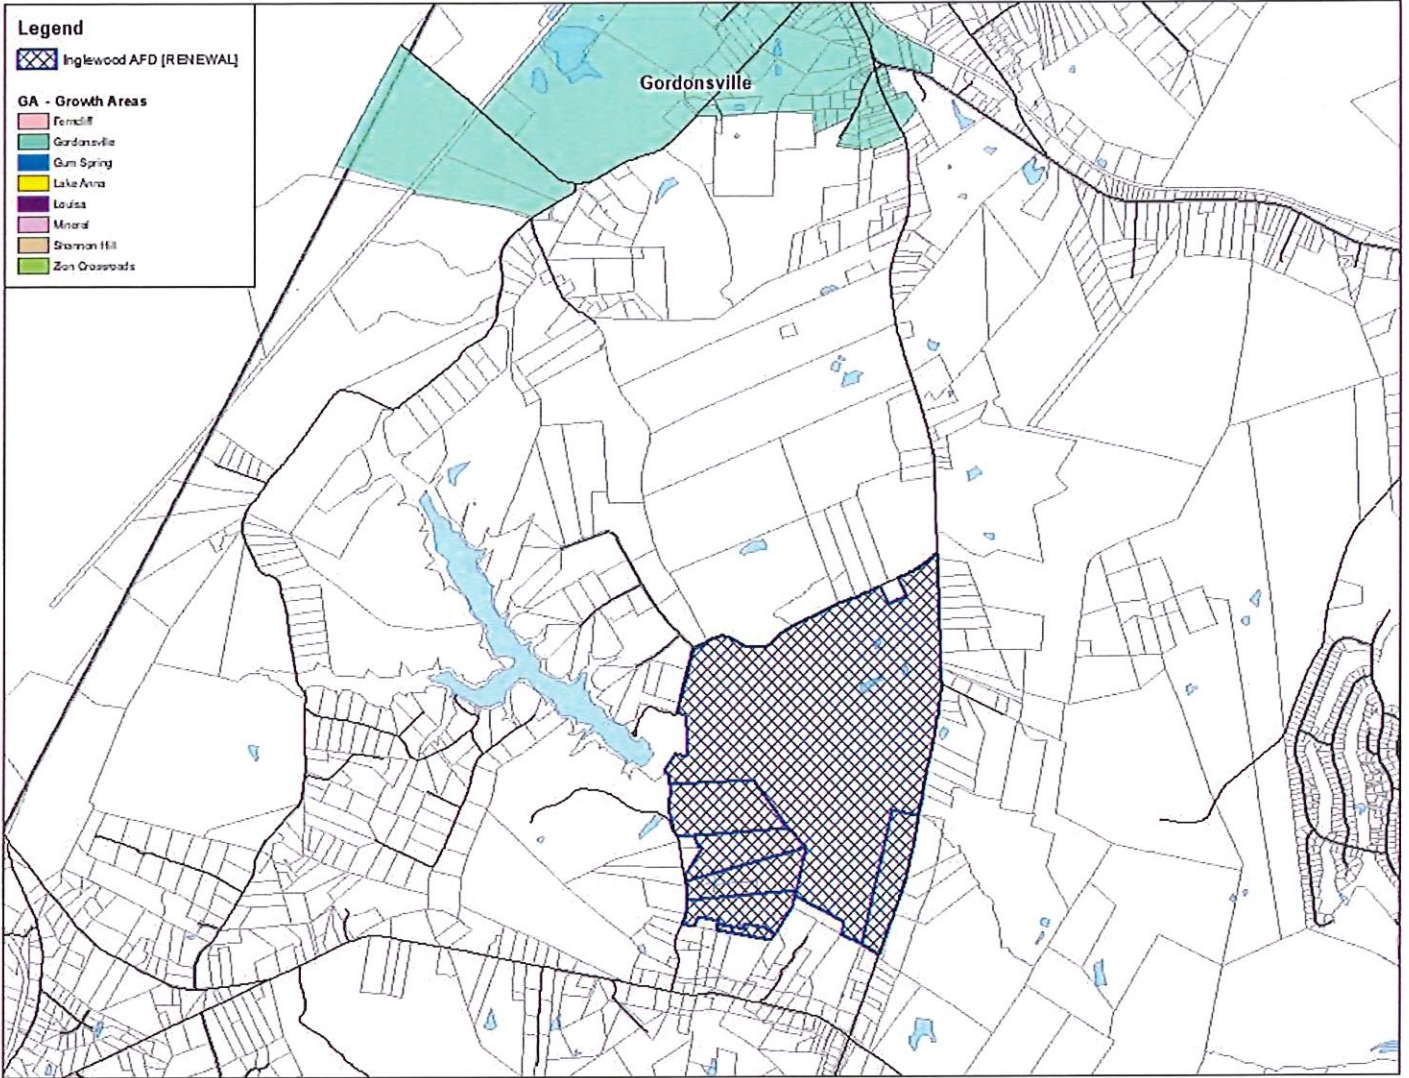 Legend
Inglewood AFD [RENEWAL]
GA - Growth Areas
Ferncliff
Gordonsville
Gum Spring
Lake Anna
Louisa
Mineral
Shannon Hill
Zion Crossroads
Gordonsville